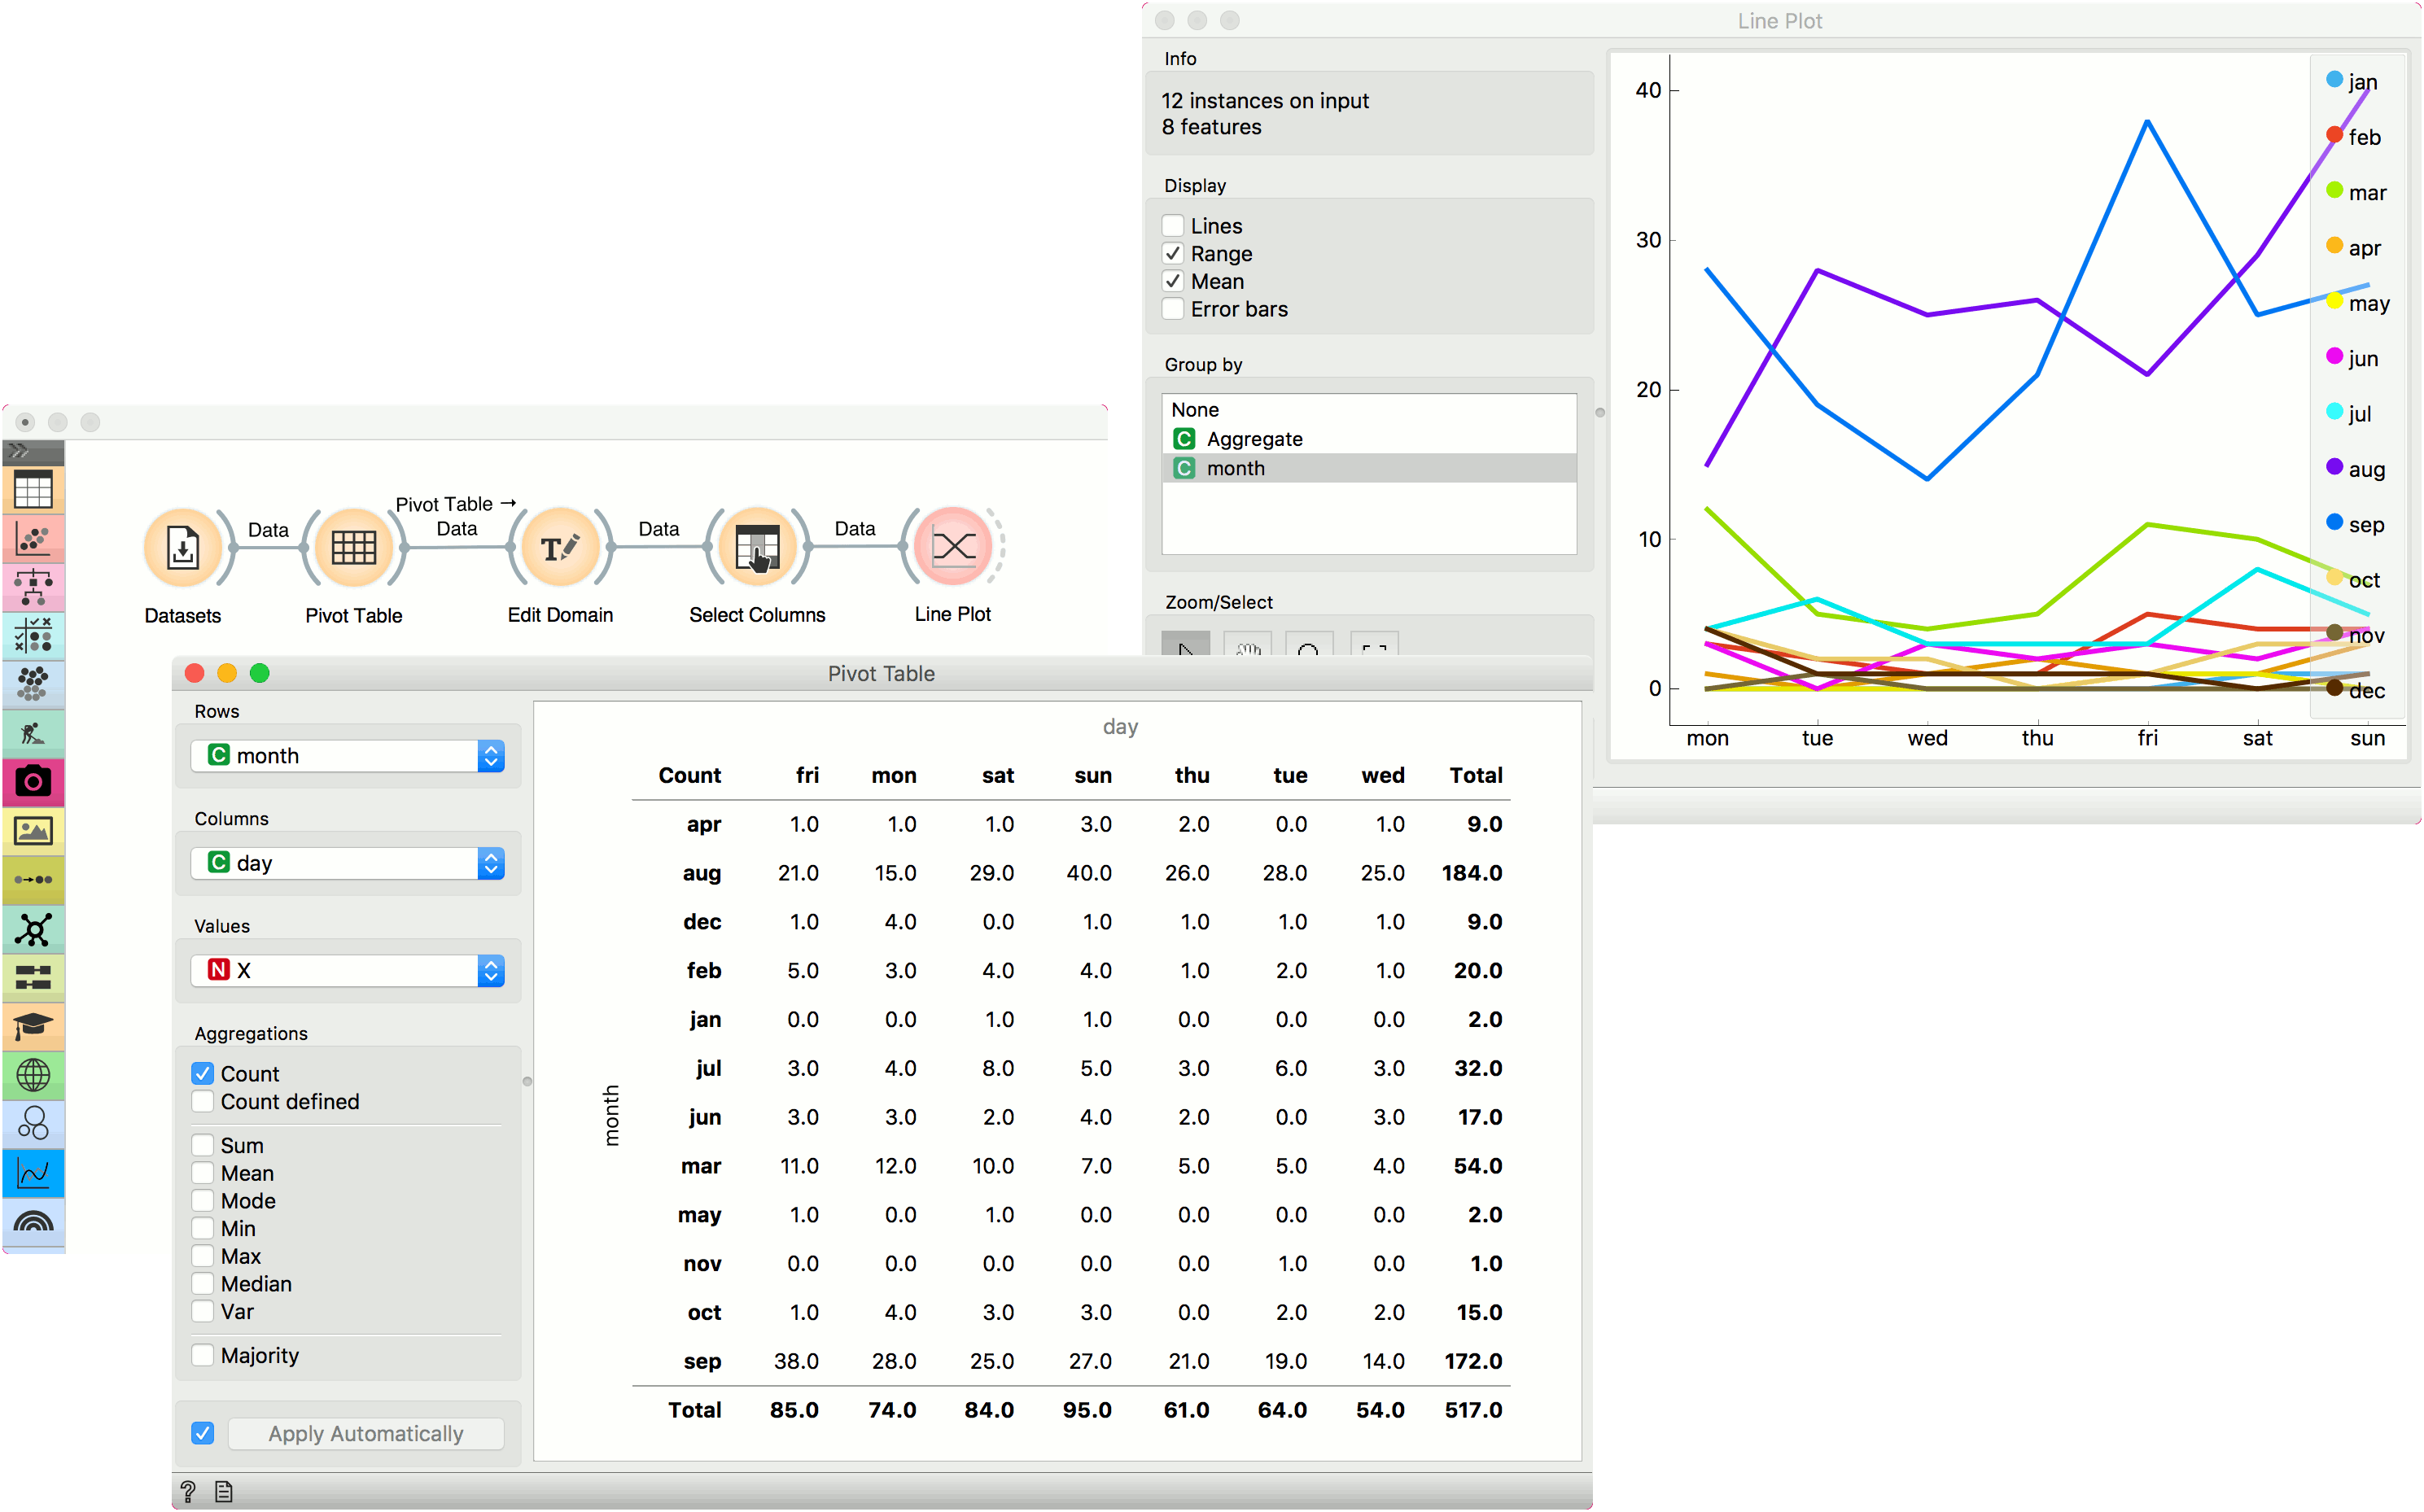 Line Plot
Info
12 instances on input
8 features
Display
Lines
Range
Mean
Error bars
Group by
None
C Aggregate
C month
Zoom/Select
40
30
20
10
0
mon tue wed thu fri sat sun
jan
feb
mar
apr
may
jun
jul
aug
sep
oct
nov
dec
Data
Pivot Table →
Data
Data
Data
Datasets
Pivot Table
Edit Domain
Select Columns
Line Plot
Pivot Table
Rows
C month
Columns
C day
Values
N X
Aggregations
Count
Count defined
Sum
Mean
Mode
Min
Max
Median
Var
Majority
Apply Automatically
day
month
Count fri mon sat sun thu tue wed Total
apr 1.0 1.0 1.0 3.0 2.0 0.0 1.0 9.0
aug 21.0 15.0 29.0 40.0 26.0 28.0 25.0 184.0
dec 1.0 4.0 0.0 1.0 1.0 1.0 1.0 9.0
feb 5.0 3.0 4.0 4.0 1.0 2.0 1.0 20.0
jan 0.0 0.0 1.0 1.0 0.0 0.0 0.0 2.0
jul 3.0 4.0 8.0 5.0 3.0 6.0 3.0 32.0
jun 3.0 3.0 2.0 4.0 2.0 0.0 3.0 17.0
mar 11.0 12.0 10.0 7.0 5.0 5.0 4.0 54.0
may 1.0 0.0 1.0 0.0 0.0 0.0 0.0 2.0
nov 0.0 0.0 0.0 0.0 0.0 1.0 0.0 1.0
oct 1.0 4.0 3.0 3.0 0.0 2.0 2.0 15.0
sep 38.0 28.0 25.0 27.0 21.0 19.0 14.0 172.0
Total 85.0 74.0 84.0 95.0 61.0 64.0 54.0 517.0
?